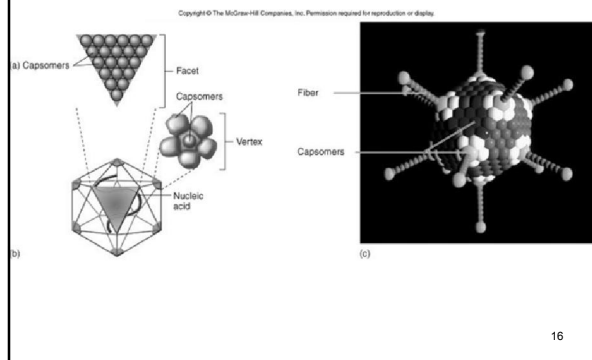 Copyright © The McGraw-Hill Companies, Inc. Permission required for reproduction or display.
(a) Capsomers
Facet
Capsomers
Vertex
Nucleic
acid
(b)
Fiber
Capsomers
(c)
16